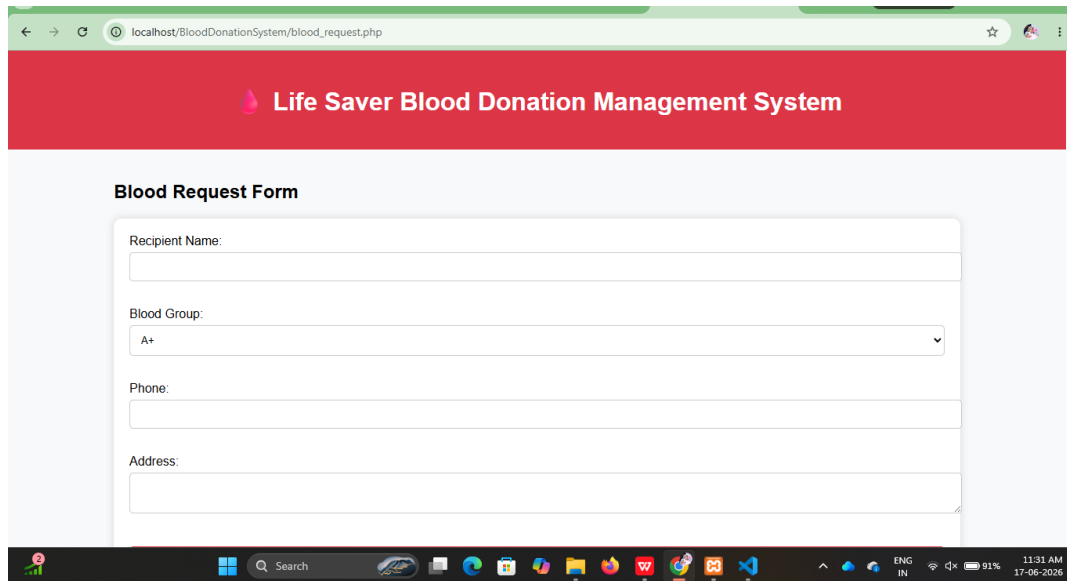 localhost/BloodDonationSystem/blood_request.php
Life Saver Blood Donation Management System
Blood Request Form
Recipient Name:
Blood Group:
A+
Phone:
Address:
2
Search
ENG
IN
91%
11:31 AM
17-06-2026